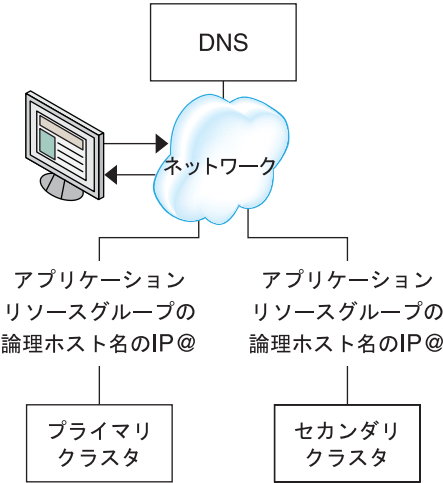 DNS
ネットワーク
アプリケーション
リソースグループの
論理ホスト名のIP@
アプリケーション
リソースグループの
論理ホスト名のIP@
プライマリ
クラスタ
セカンダリ
クラスタ